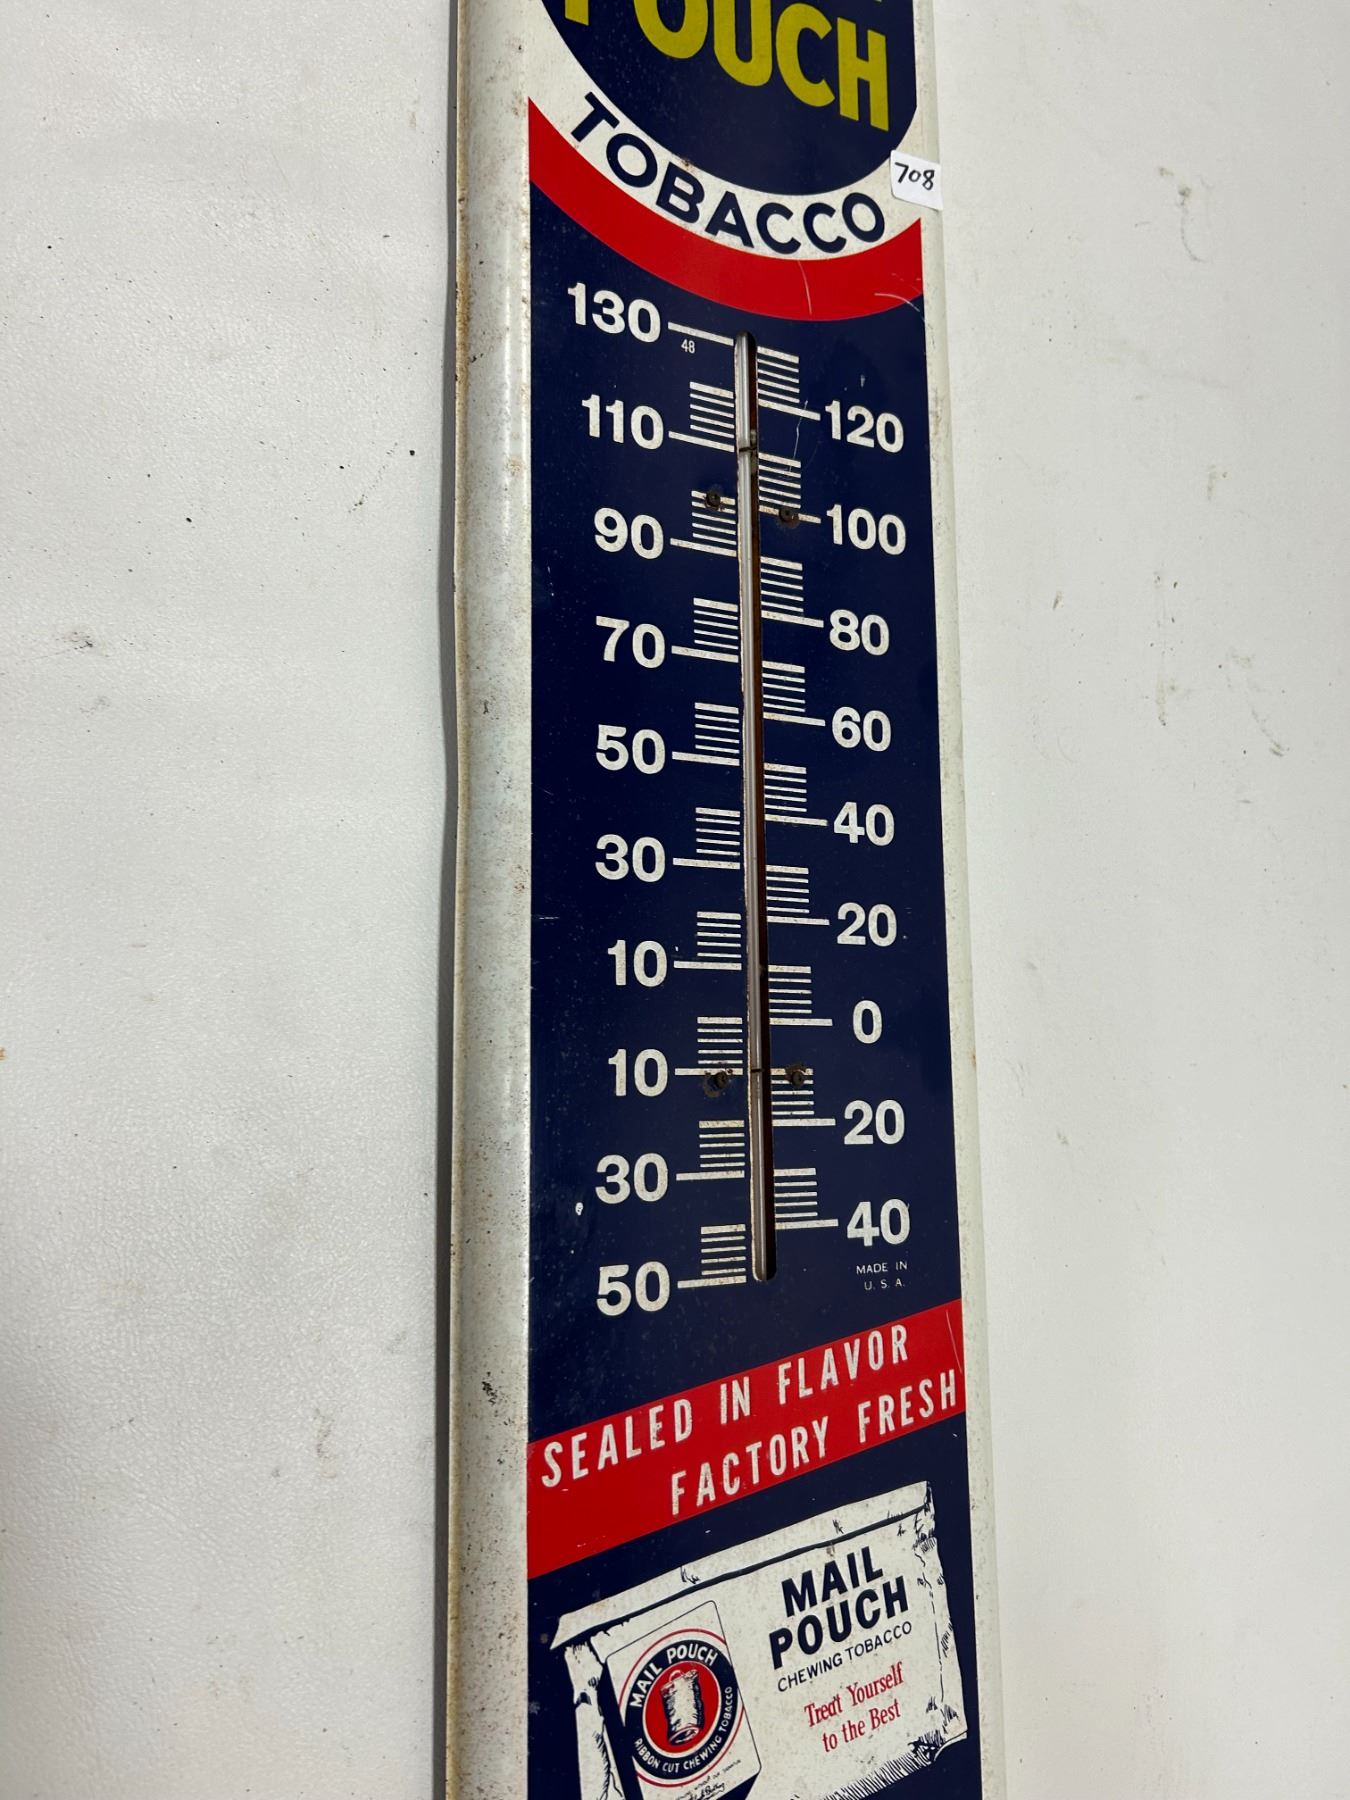 POUCH
TOBACCO
708
130
48
120
110
100
90
80
70
60
50
40
30
20
10
0
10
20
30
40
50
MADE IN
U. S. A.
SEALED IN FLAVOR
FACTORY FRESH
MAIL
POUCH
CHEWING TOBACCO
Treat Yourself
to the Best
MAIL POUCH
RIBBON CUT CHEWING TOBACCO